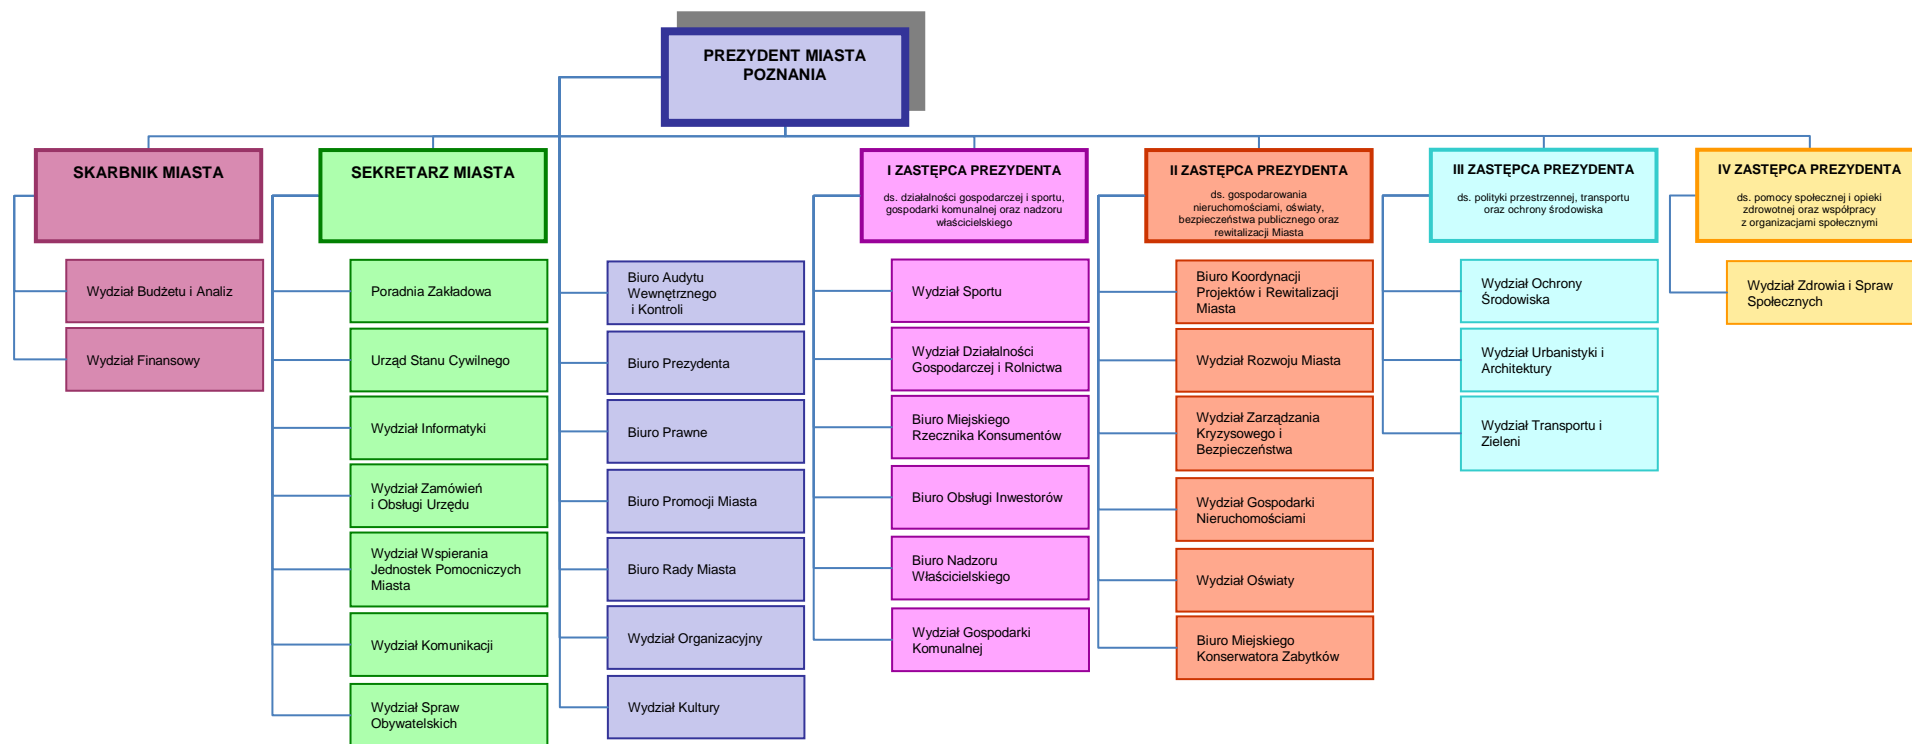 PREZYDENT MIASTA
POZNANIA
SKARBNIK MIASTA
Wydział Budżetu i Analiz
Wydział Finansowy
SEKRETARZ MIASTA
Poradnia Zakładowa
Urząd Stanu Cywilnego
Wydział Informatyki
Wydział Zamówień
i Obsługi Urzędu
Wydział Wspierania
Jednostek Pomocniczych
Miasta
Wydział Komunikacji
Wydział Spraw
Obywatelskich
Biuro Audytu
Wewnętrznego
i Kontroli
Biuro Prezydenta
Biuro Prawne
Biuro Promocji Miasta
Biuro Rady Miasta
Wydział Organizacyjny
Wydział Kultury
I ZASTĘPCA PREZYDENTA
ds. działalności gospodarczej i sportu,
gospodarki komunalnej oraz nadzoru
właścicielskiego
Wydział Sportu
Wydział Działalności
Gospodarczej i Rolnictwa
Biuro Miejskiego
Rzecznika Konsumentów
Biuro Obsługi Inwestorów
Biuro Nadzoru
Właścicielskiego
Wydział Gospodarki
Komunalnej
II ZASTĘPCA PREZYDENTA
ds. gospodarowania
nieruchomościami, oświaty,
bezpieczeństwa publicznego oraz
rewitalizacji Miasta
Biuro Koordynacji
Projektów i Rewitalizacji
Miasta
Wydział Rozwoju Miasta
Wydział Zarządzania
Kryzysowego i
Bezpieczeństwa
Wydział Gospodarki
Nieruchomościami
Wydział Oświaty
Biuro Miejskiego
Konserwatora Zabytków
III ZASTĘPCA PREZYDENTA
ds. polityki przestrzennej, transportu
oraz ochrony środowiska
Wydział Ochrony
Środowiska
Wydział Urbanistyki i
Architektury
Wydział Transportu i
Zieleni
IV ZASTĘPCA PREZYDENTA
ds. pomocy społecznej i opieki
zdrowotnej oraz współpracy
z organizacjami społecznymi
Wydział Zdrowia i Spraw
Społecznych